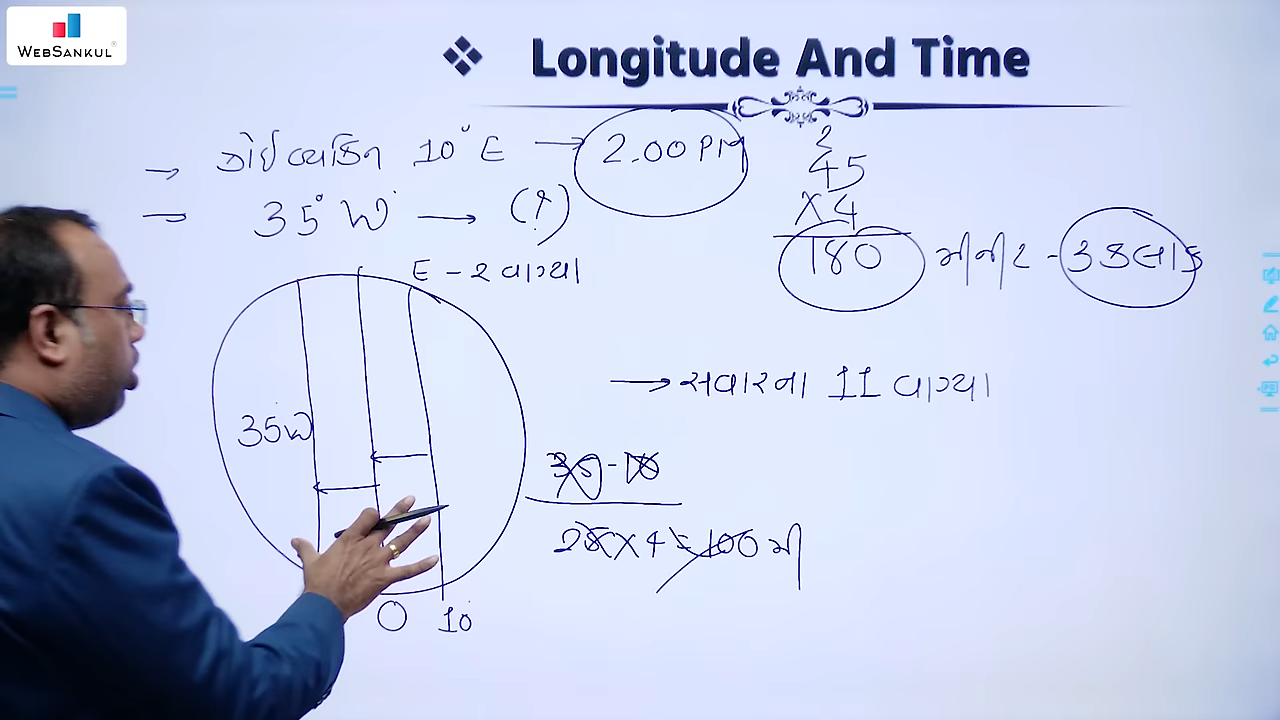 WEBSANKUL®
❖ Longitude And Time
→ કોઈ વ્યક્તિ 10° E → 2.00 PM
→ 35° W → (?)
2
45
X 4
180 મીનીટ - 3 કલાક
E - 2 વાગ્યા
→ સવારના 11 વાગ્યા
35 W
35 - 10
25 X 4 = 100 મી
0 10